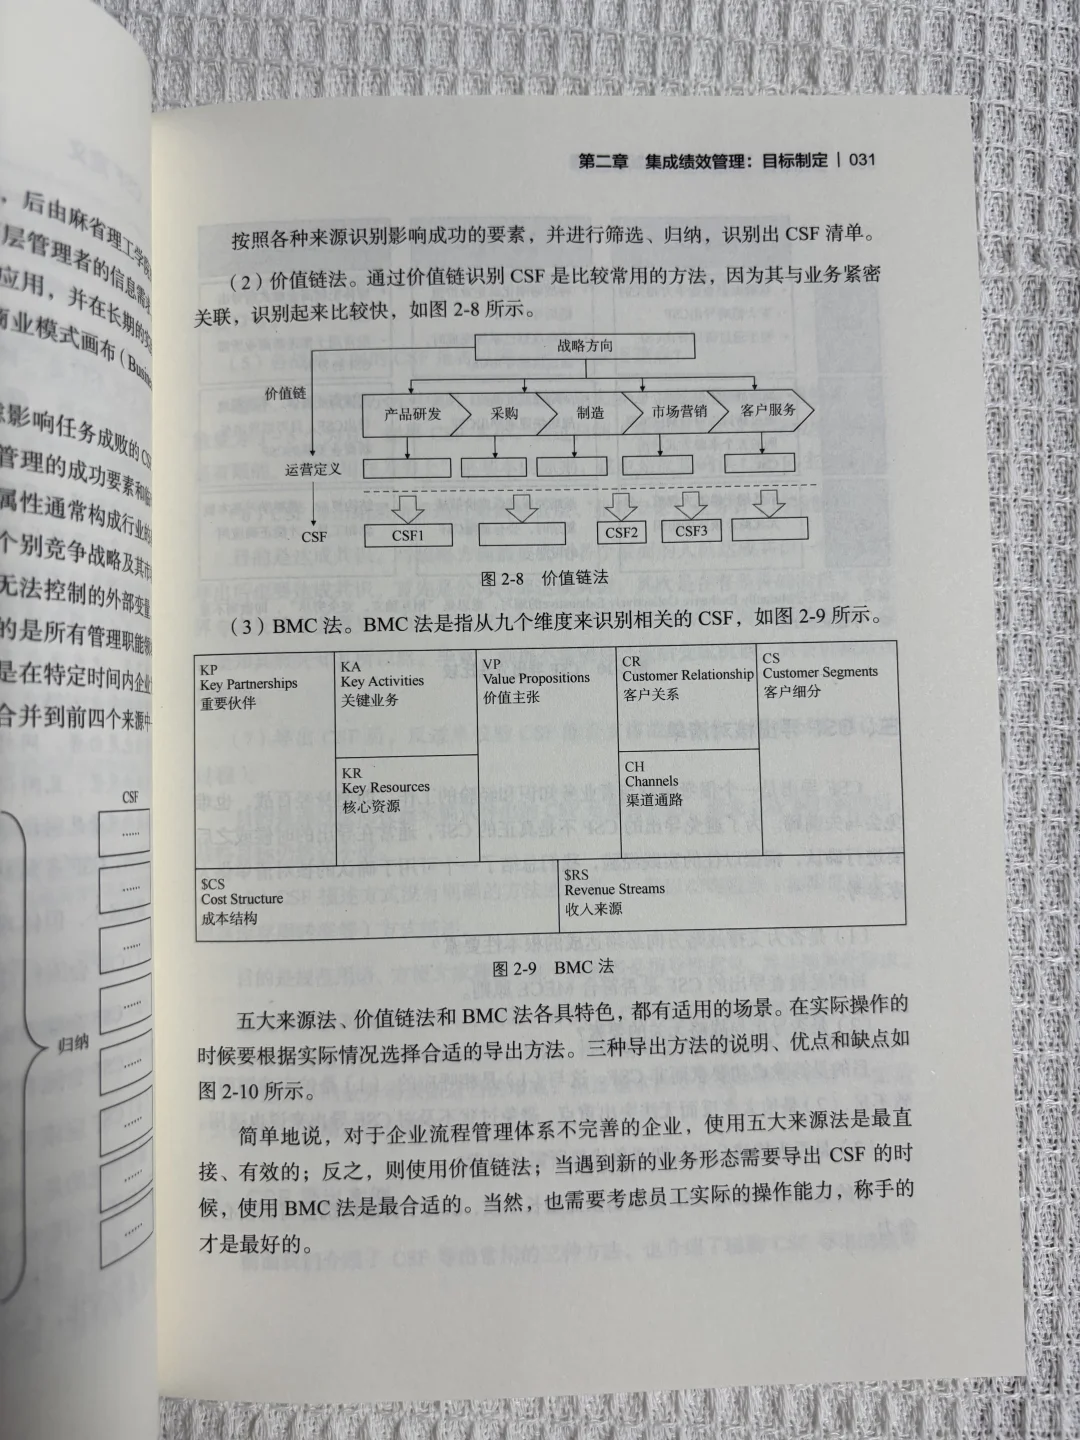 ，后由麻省理工学院
层管理者的信息需求
应用，并在长期的实
商业模式画布（Busine
影响任务成败的CS
管理的成功要素和临
属性通常构成行业的
个别竞争战略及其市
无法控制的外部变量
的是所有管理职能领
是在特定时间内企业
合并到前四个来源中
CSF
……
……
……
……
……
……
……
……
归纳
第二章 集成绩效管理：目标制定 | 031
按照各种来源识别影响成功的要素，并进行筛选、归纳，识别出 CSF 清单。
（2）价值链法。通过价值链识别 CSF 是比较常用的方法，因为其与业务紧密
关联，识别起来比较快，如图 2-8 所示。
战略方向
价值链
产品研发 采购 制造 市场营销 客户服务
运营定义
CSF
CSF1 CSF2 CSF3
图 2-8 价值链法
（3）BMC 法。BMC 法是指从九个维度来识别相关的 CSF，如图 2-9 所示。
KP
Key Partnerships
重要伙伴
KA
Key Activities
关键业务
KR
Key Resources
核心资源
VP
Value Propositions
价值主张
CR
Customer Relationship
客户关系
CH
Channels
渠道通路
CS
Customer Segments
客户细分
$CS
Cost Structure
成本结构
$RS
Revenue Streams
收入来源
图 2-9 BMC 法
五大来源法、价值链法和 BMC 法各具特色，都有适用的场景。在实际操作的
时候要根据实际情况选择合适的导出方法。三种导出方法的说明、优点和缺点如
图 2-10 所示。
简单地说，对于企业流程管理体系不完善的企业，使用五大来源法是最直
接、有效的；反之，则使用价值链法；当遇到新的业务形态需要导出 CSF 的时
候，使用 BMC 法是最合适的。当然，也需要考虑员工实际的操作能力，称手的
才是最好的。